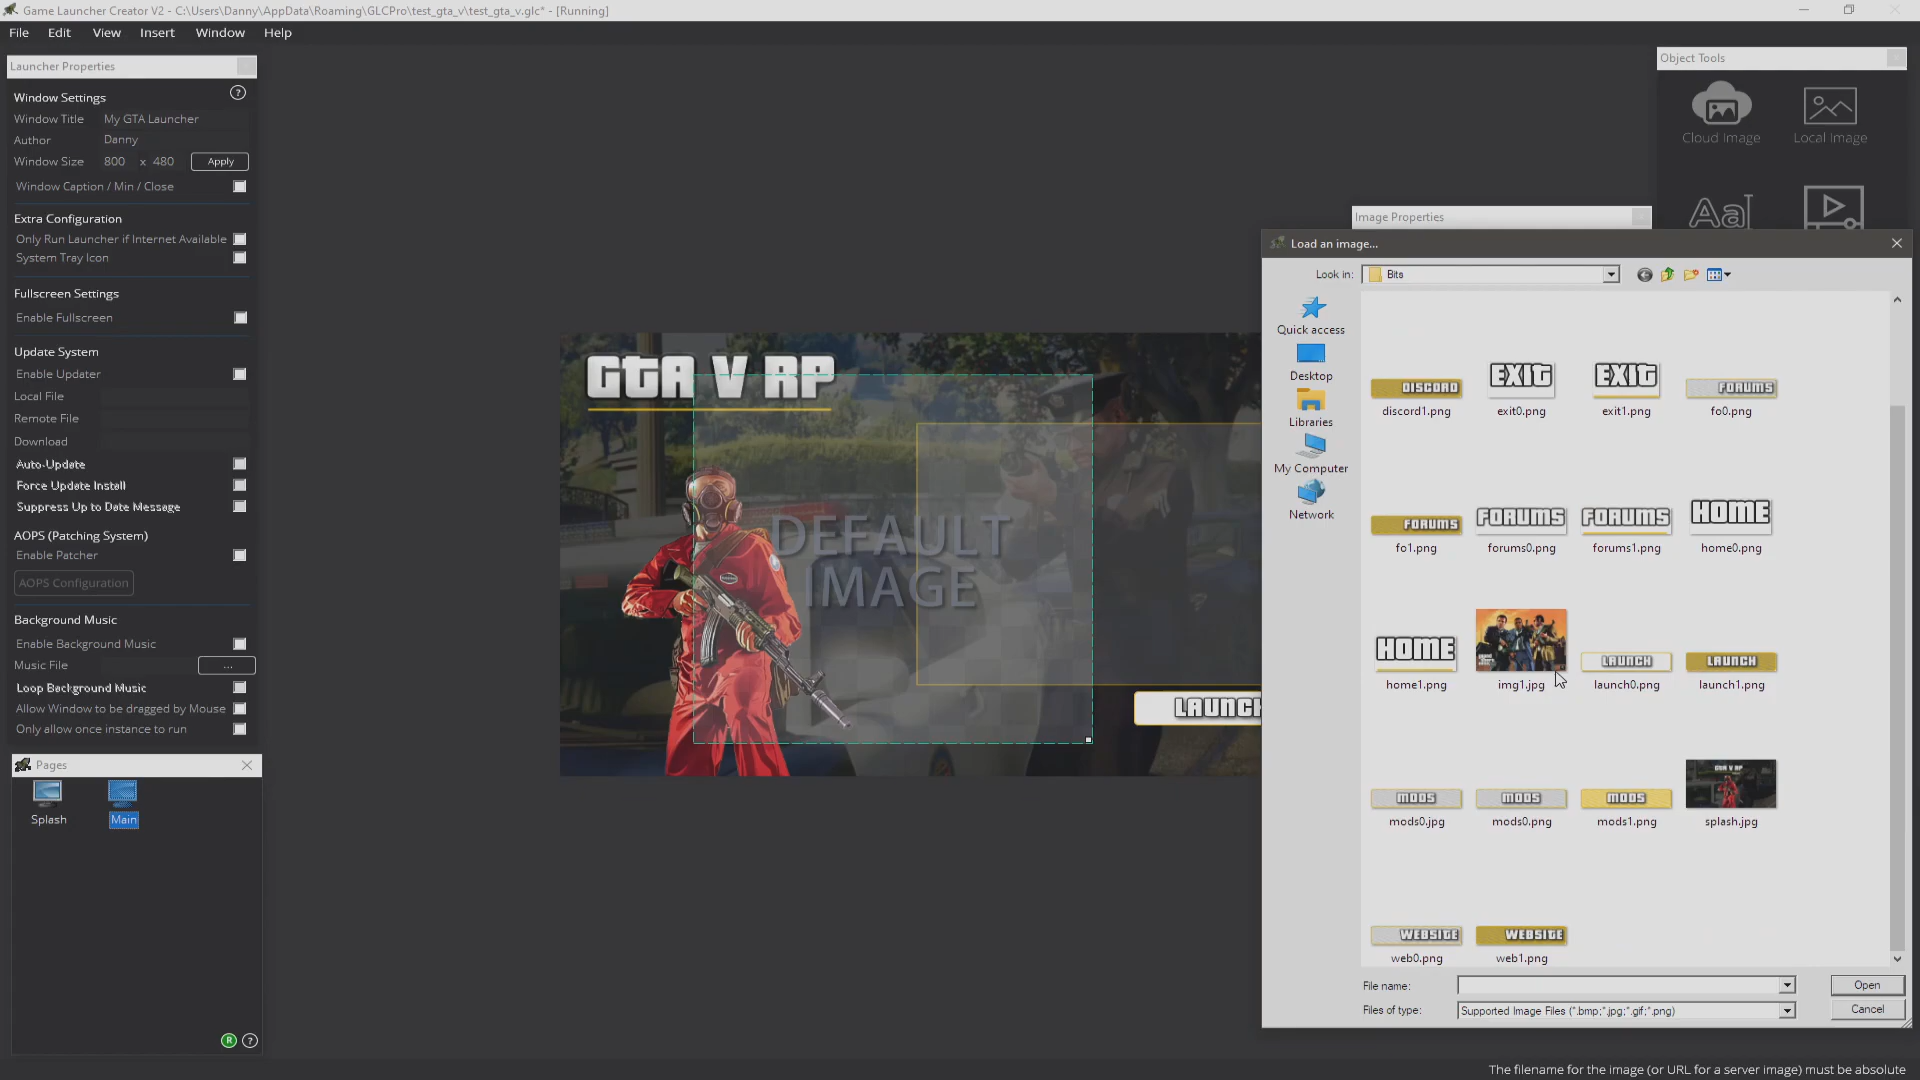 Game Launcher Creator V2 - C:\Users\Danny\AppData\Roaming\GLCPro\test_gta_v\test_gta_v.glc* - [Running]
File Edit View Insert Window Help
Launcher Properties
Window Settings ?
Window Title My GTA Launcher
Author Danny
Window Size 800 x 480 Apply
Window Caption / Min / Close
Extra Configuration
Only Run Launcher if Internet Available
System Tray Icon
Fullscreen Settings
Enable Fullscreen
Update System
Enable Updater
Local File
Remote File
Download
Auto-Update
Force Update Install
Suppress Up to Date Message
AOPS (Patching System)
Enable Patcher
AOPS Configuration
Background Music
Enable Background Music
Music File ...
Loop Background Music
Allow Window to be dragged by Mouse
Only allow once instance to run
Pages
Splash Main
R ?
GTA V RP
DEFAULT
IMAGE
LAUNCH
Object Tools
Cloud Image Local Image
Aa
Image Properties
Load an image...
Look in: Bits
Quick access
Desktop
Libraries
My Computer
Network
DISCORD EXIT EXIT FORUMS
discord1.png exit0.png exit1.png fo0.png
FORUMS FORUMS FORUMS HOME
fo1.png forums0.png forums1.png home0.png
HOME LAUNCH LAUNCH
home1.png img1.jpg launch0.png launch1.png
MODS MODS MODS GTA V RP
mods0.jpg mods0.png mods1.png splash.jpg
WEBSITE WEBSITE
web0.png web1.png
File name: Open
Files of type: Supported Image Files (*.bmp;*.jpg;*.gif;*.png) Cancel
The filename for the image (or URL for a server image) must be absolute